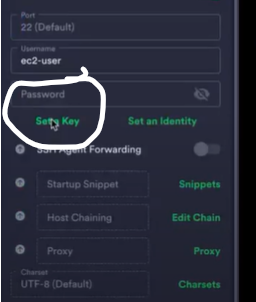 Port
22 (Default)
Username
ec2-user
Password
Set a Key Set an Identity
SSH Agent Forwarding
Startup Snippet Snippets
Host Chaining Edit Chain
Proxy Proxy
Charset
UTF-8 (Default) Charsets